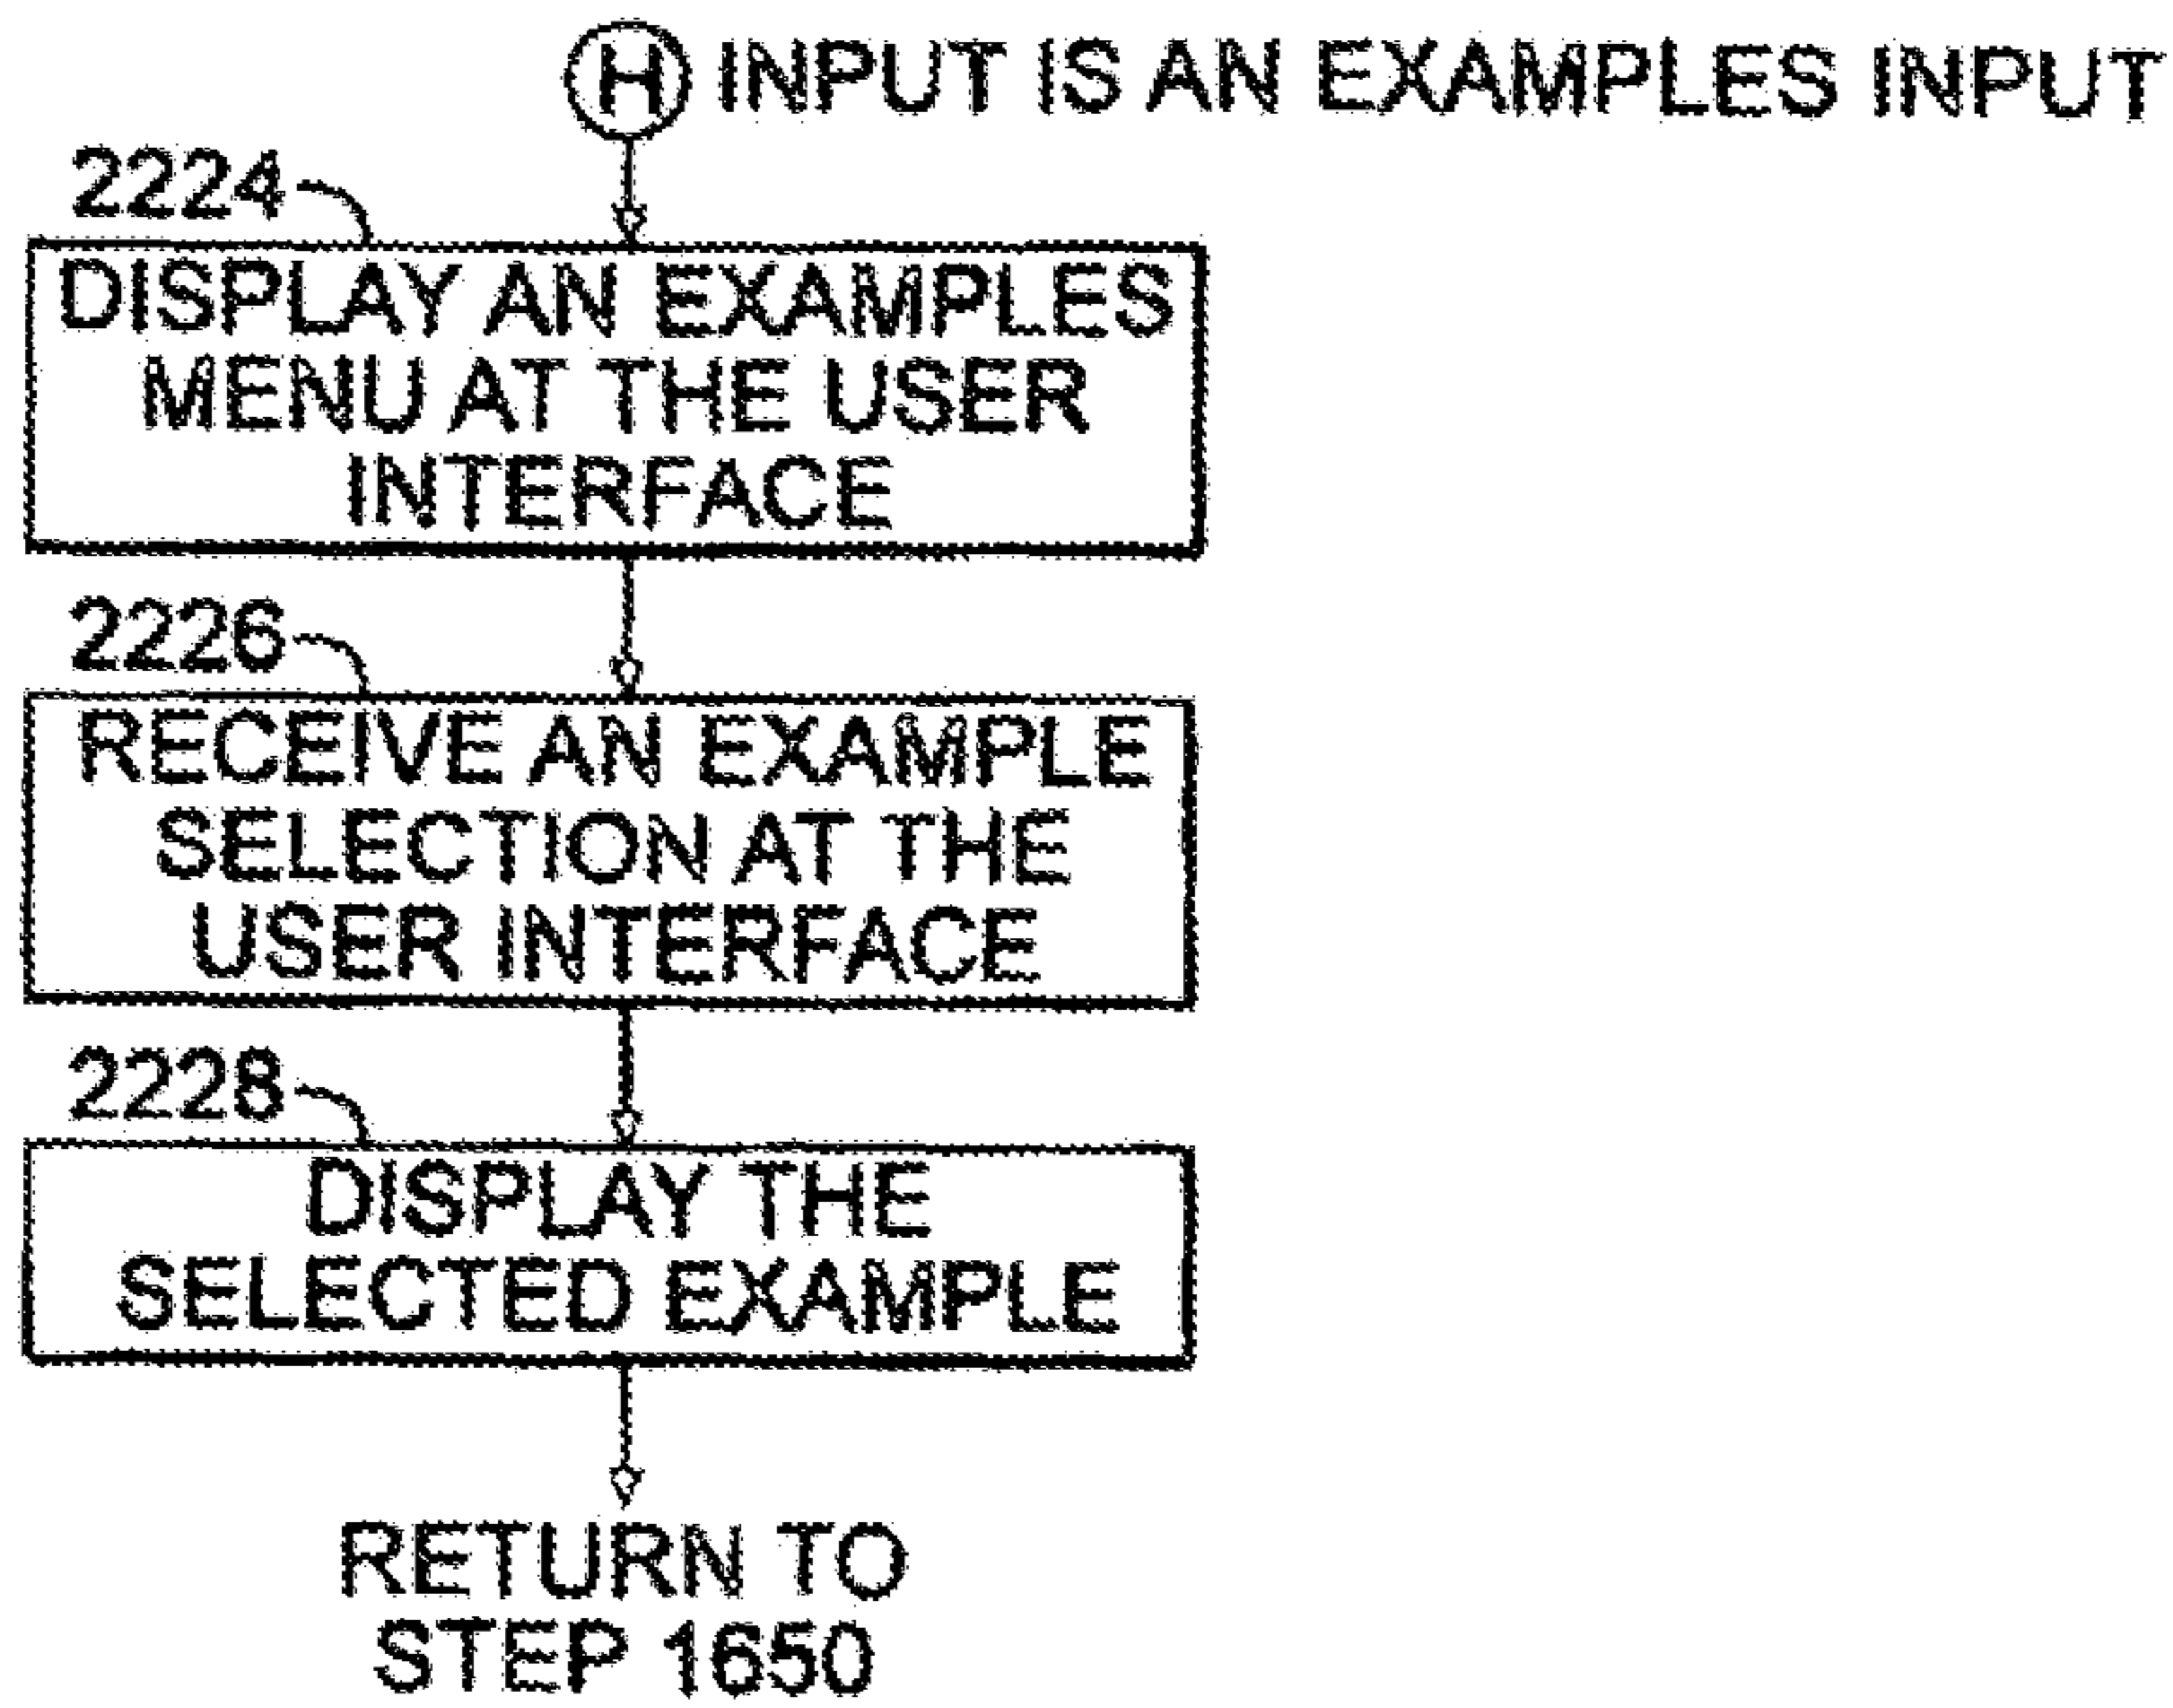 H INPUT IS AN EXAMPLES INPUT
2224
DISPLAY AN EXAMPLES
MENU AT THE USER
INTERFACE
2226
RECEIVE AN EXAMPLE
SELECTION AT THE
USER INTERFACE
2228
DISPLAY THE
SELECTED EXAMPLE
RETURN TO
STEP 1650